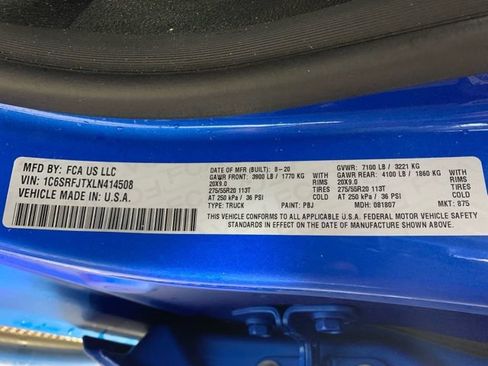 MFD BY: FCA US LLC
VIN: 1C6SRFJTXLN414508
VEHICLE MADE IN: U.S.A.
DATE OF MFR (BUILT): 8-20 GVWR: 7100 LB / 3221 KG
GAWR FRONT: 3900 LB / 1770 KG WITH TIRES GAWR REAR: 4100 LB / 1860 KG WITH TIRES
20X9.0 RIMS 20X9.0 RIMS
275/55R20 113T COLD 275/55R20 113T COLD
AT 250 kPa / 36 PSI AT 250 kPa / 36 PSI
TYPE: TRUCK PAINT: PBJ MDH: 081807 MKT: 875
CONFORMS TO ALL APPLICABLE U.S.A. FEDERAL MOTOR VEHICLE SAFETY
STANDARDS IN EFFECT ON THE DATE OF MANUFACTURE SHOWN ABOVE.